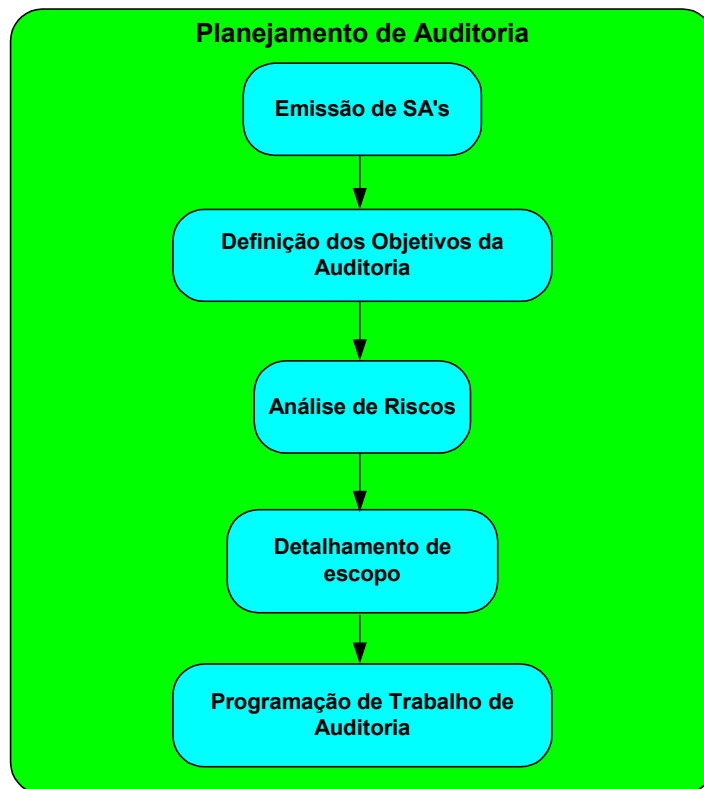 Planejamento de Auditoria
Emissão de SA's
Definição dos Objetivos da
Auditoria
Análise de Riscos
Detalhamento de
escopo
Programação de Trabalho de
Auditoria